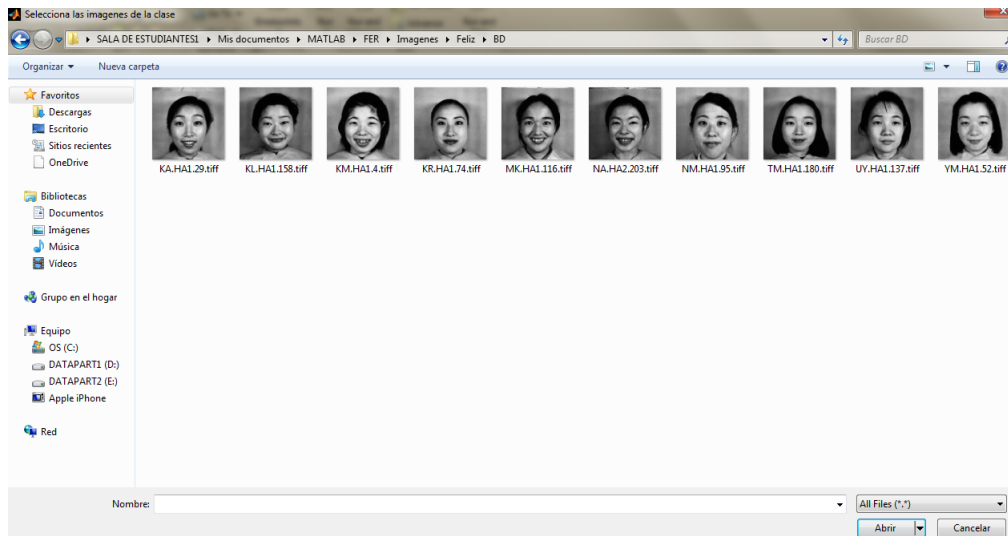 Selecciona las imagenes de la clase
SALA DE ESTUDIANTES1 ▸ Mis documentos ▸ MATLAB ▸ FER ▸ Imagenes ▸ Feliz ▸ BD
Buscar BD
Organizar Nueva carpeta
Favoritos
Descargas
Escritorio
Sitios recientes
OneDrive
Bibliotecas
Documentos
Imágenes
Música
Vídeos
Grupo en el hogar
Equipo
OS (C:)
DATAPART1 (D:)
DATAPART2 (E:)
Apple iPhone
Red
KA.HA1.29.tiff KL.HA1.158.tiff KM.HA1.4.tiff KR.HA1.74.tiff MK.HA1.116.tiff NA.HA2.203.tiff NM.HA1.95.tiff TM.HA1.180.tiff UY.HA1.137.tiff YM.HA1.52.tiff
Nombre:
All Files (*.*)
Abrir Cancelar